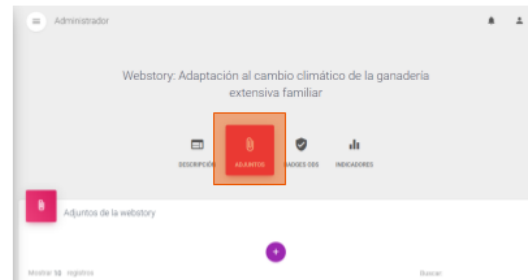 Administrador
Webstory: Adaptación al cambio climático de la ganadería
extensiva familiar
DESCRIPCIÓN
ADJUNTOS
BADGES ODS
INDICADORES
Adjuntos de la webstory
Mostrar 10 registros
Buscar: